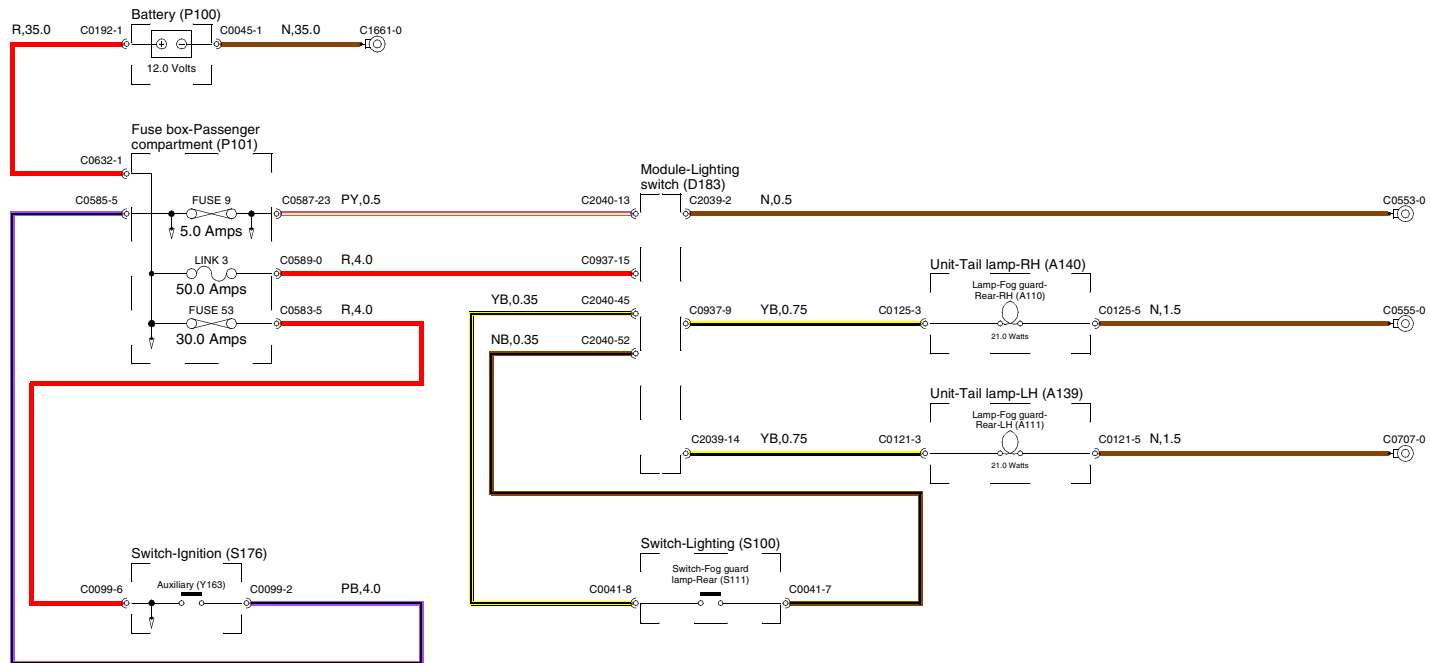 Battery (P100)
R,35.0 C0192-1 C0045-1 N,35.0 C1661-0
12.0 Volts
Fuse box-Passenger
compartment (P101)
C0632-1
Module-Lighting
switch (D183)
C0585-5 FUSE 9 C0587-23 PY,0.5 C2040-13 C2039-2 N,0.5 C0553-0
5.0 Amps
LINK 3 C0589-0 R,4.0 C0937-15
50.0 Amps
Unit-Tail lamp-RH (A140)
Lamp-Fog guard-
Rear-RH (A110)
YB,0.35 C2040-45
FUSE 53 C0583-5 R,4.0 C0937-9 YB,0.75 C0125-3 C0125-5 N,1.5 C0555-0
30.0 Amps
21.0 Watts
NB,0.35 C2040-52
Unit-Tail lamp-LH (A139)
Lamp-Fog guard-
Rear-LH (A111)
C2039-14 YB,0.75 C0121-3 C0121-5 N,1.5 C0707-0
21.0 Watts
Switch-Ignition (S176)
C0099-6 Auxiliary (Y163) C0099-2 PB,4.0
Switch-Lighting (S100)
Switch-Fog guard
lamp-Rear (S111)
C0041-8 C0041-7